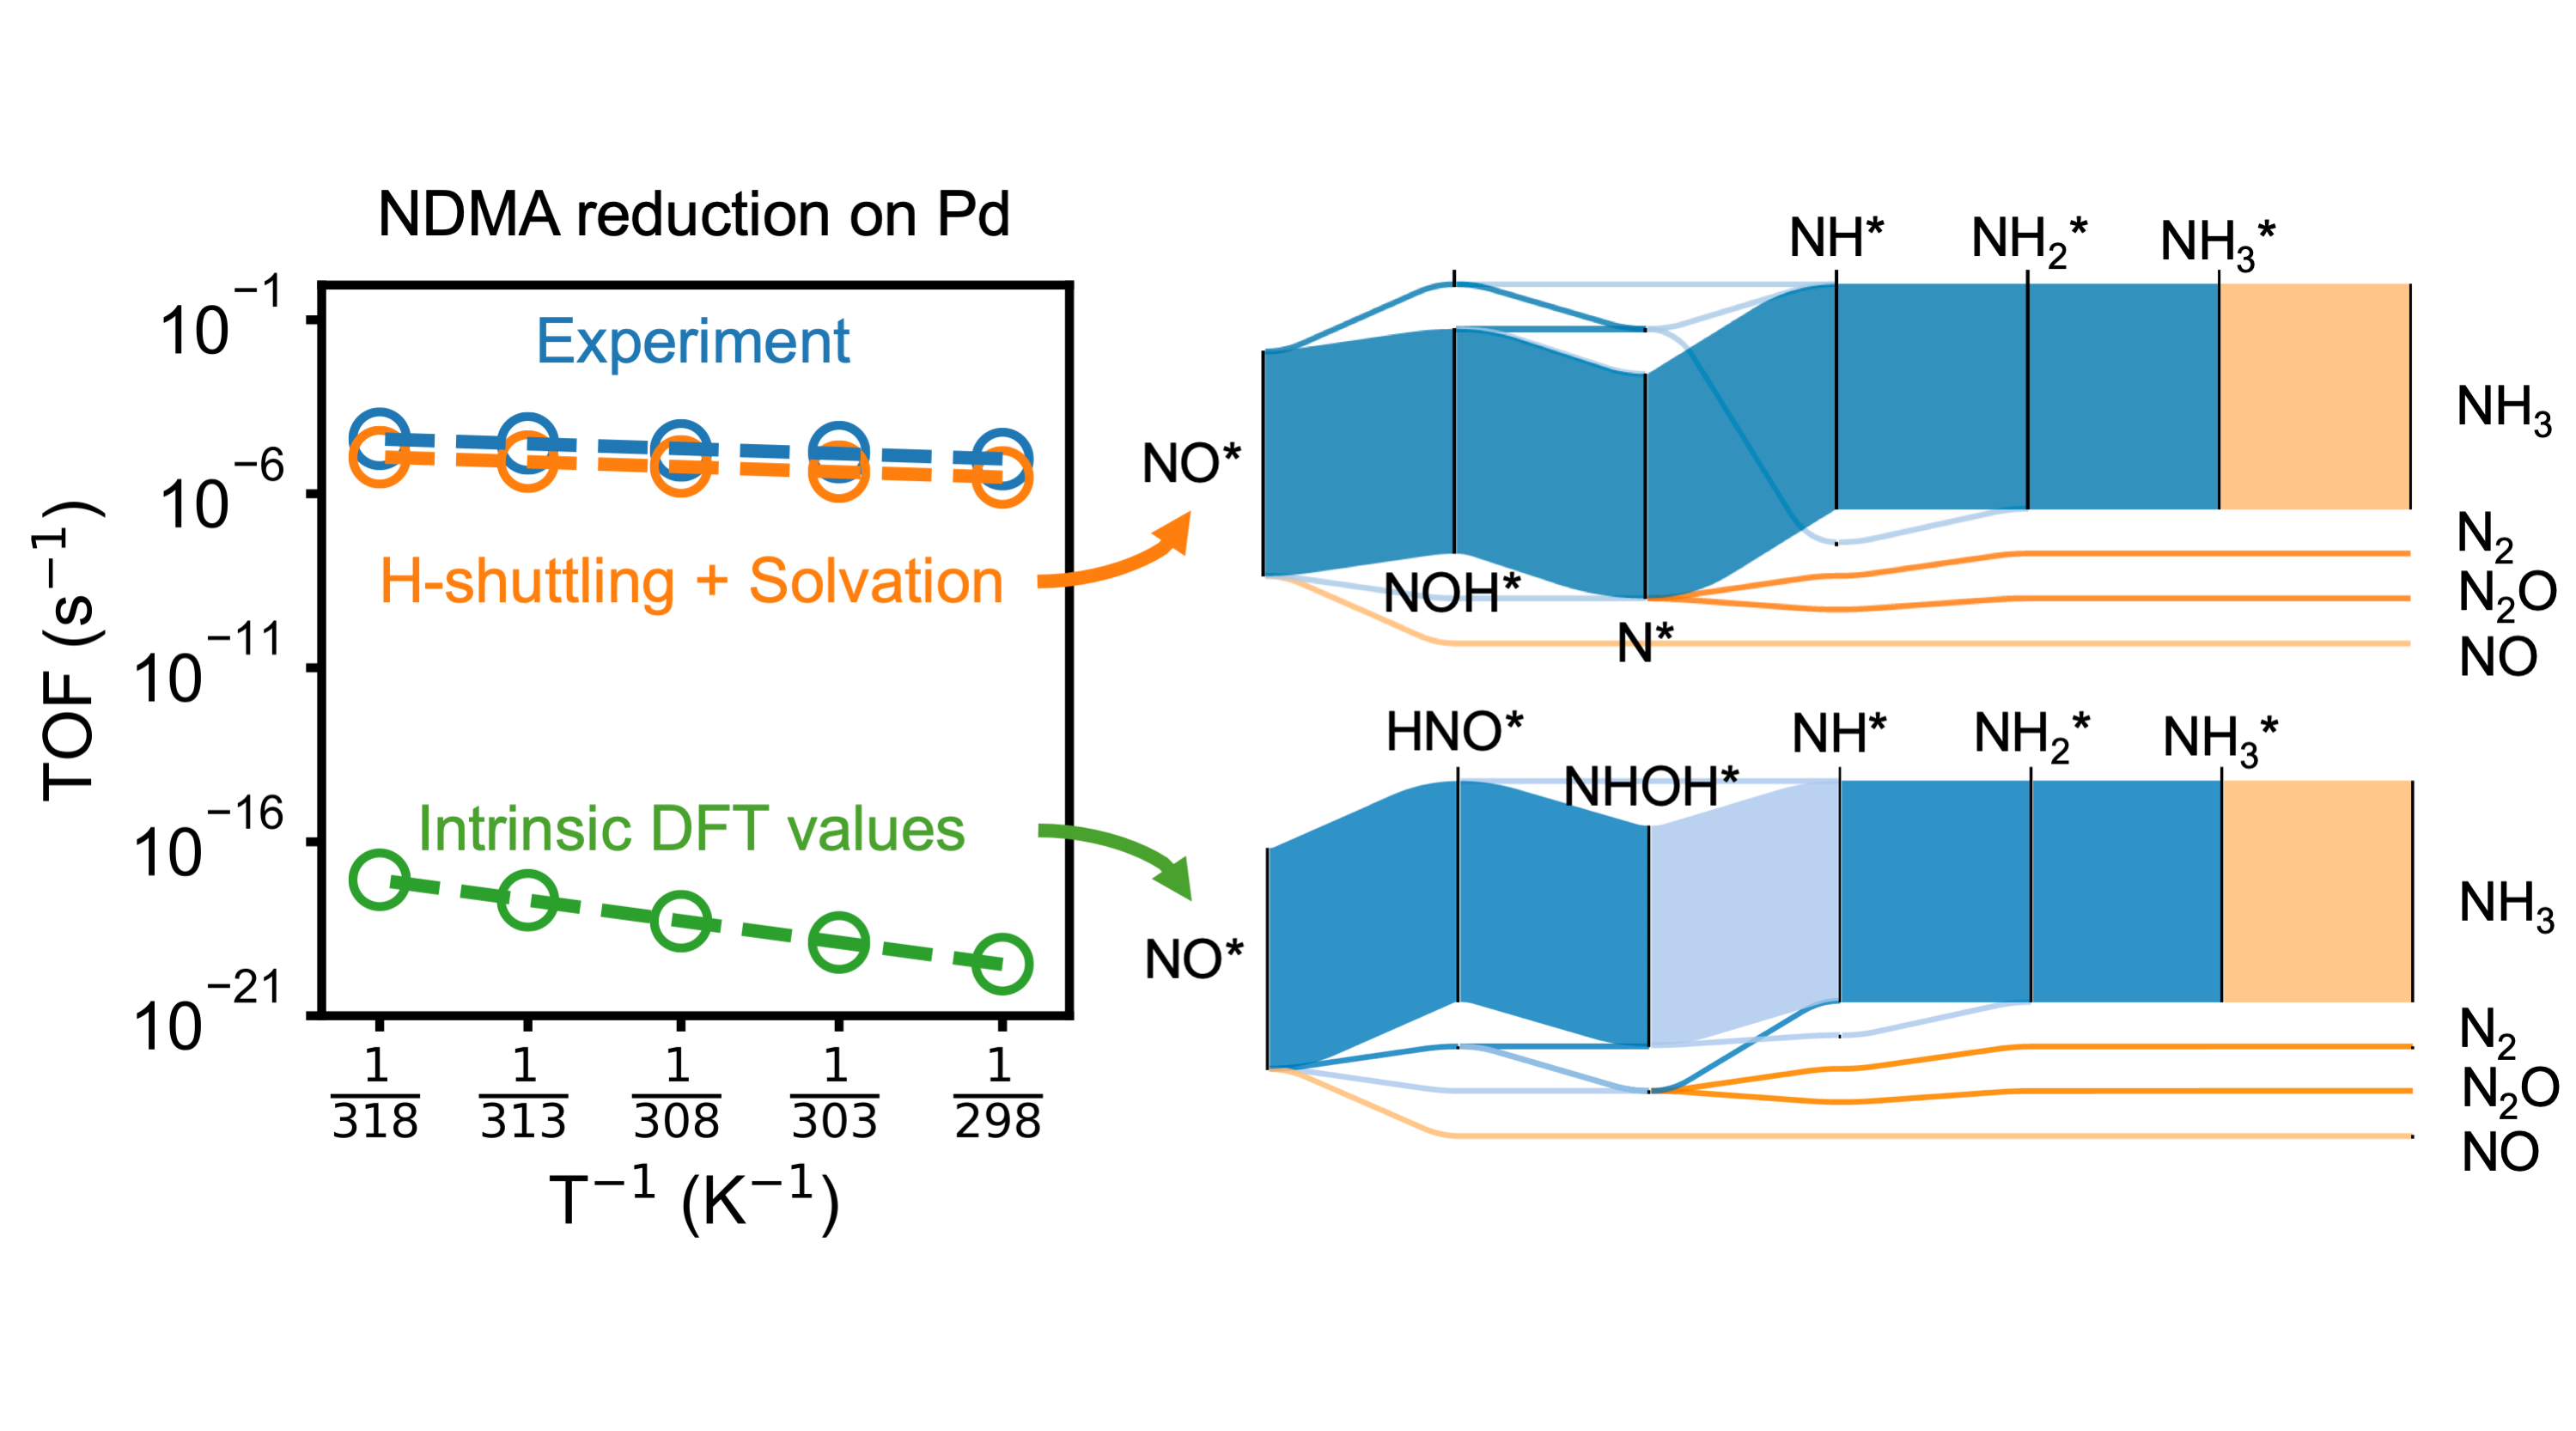 NDMA reduction on Pd
TOF (s⁻¹)
10⁻¹
10⁻⁶
10⁻¹¹
10⁻¹⁶
10⁻²¹
Experiment
H-shuttling + Solvation
Intrinsic DFT values
1/318
1/313
1/308
1/303
1/298
T⁻¹ (K⁻¹)
NH* NH₂* NH₃*
NO*
NOH*
N*
NH₃
N₂
N₂O
NO
HNO* NH* NH₂* NH₃*
NHOH*
NO*
NH₃
N₂
N₂O
NO